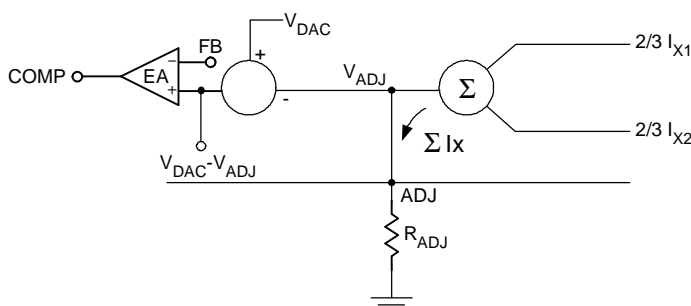 V_DAC
FB
2/3 I_X1
COMP
EA
−
+
+
-
V_ADJ
Σ
Σ Ix
2/3 I_X2
V_DAC-V_ADJ
ADJ
R_ADJ